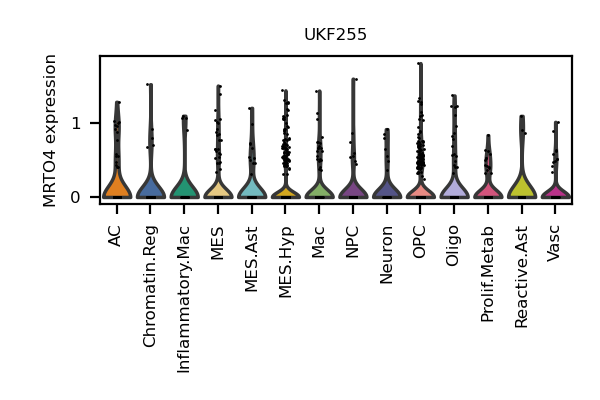 UKF255
MRTO4 expression
1
0
AC
Chromatin.Reg
Inflammatory.Mac
MES
MES.Ast
MES.Hyp
Mac
NPC
Neuron
OPC
Oligo
Prolif.Metab
Reactive.Ast
Vasc